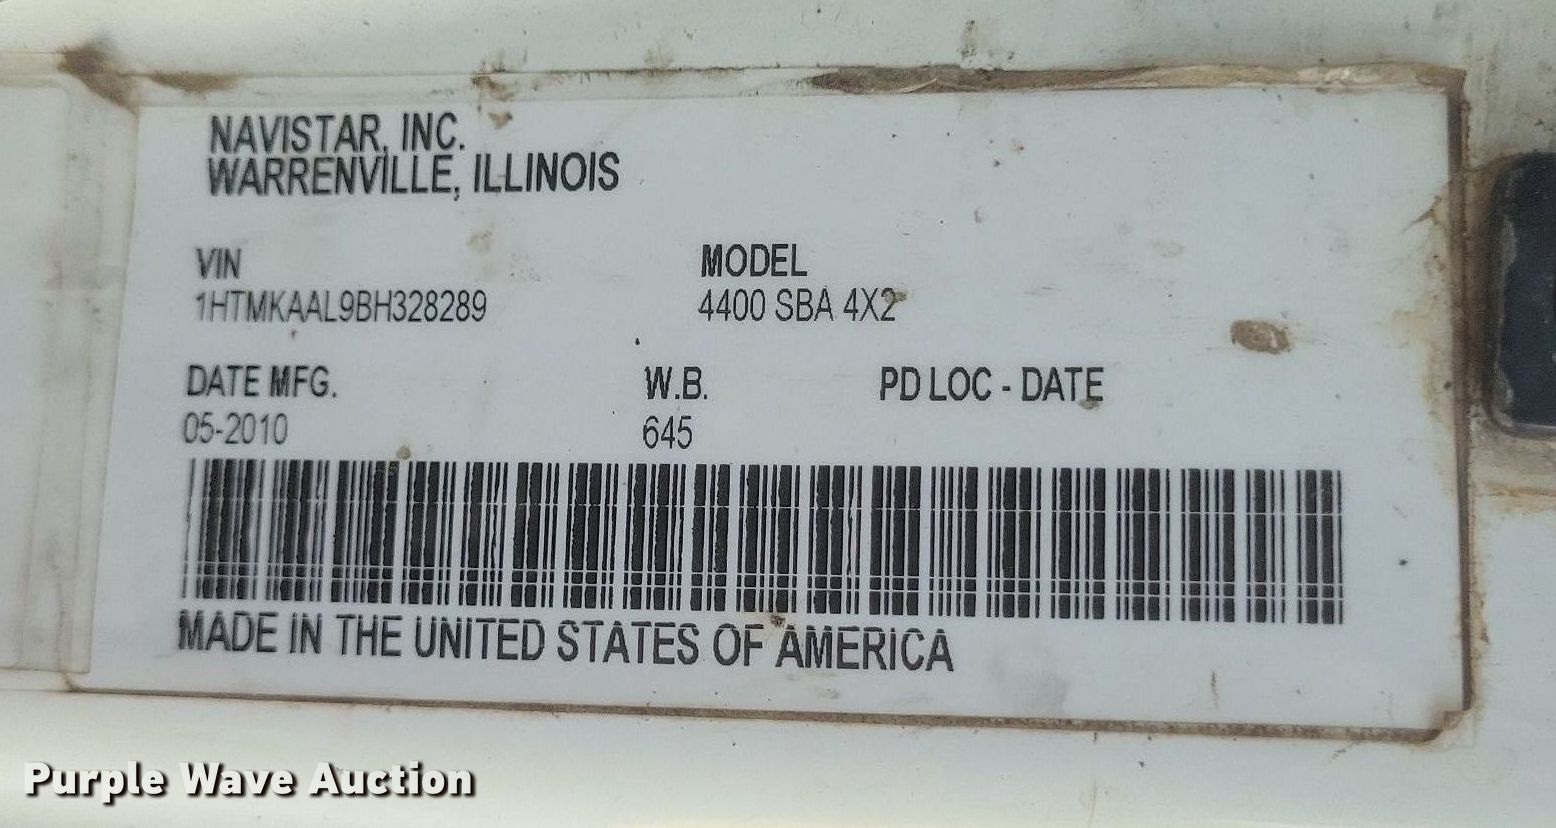 NAVISTAR, INC.
WARRENVILLE, ILLINOIS
VIN MODEL
1HTMKAAL9BH328289 4400 SBA 4X2
DATE MFG. W.B. PD LOC - DATE
05-2010 645
MADE IN THE UNITED STATES OF AMERICA
Purple Wave Auction